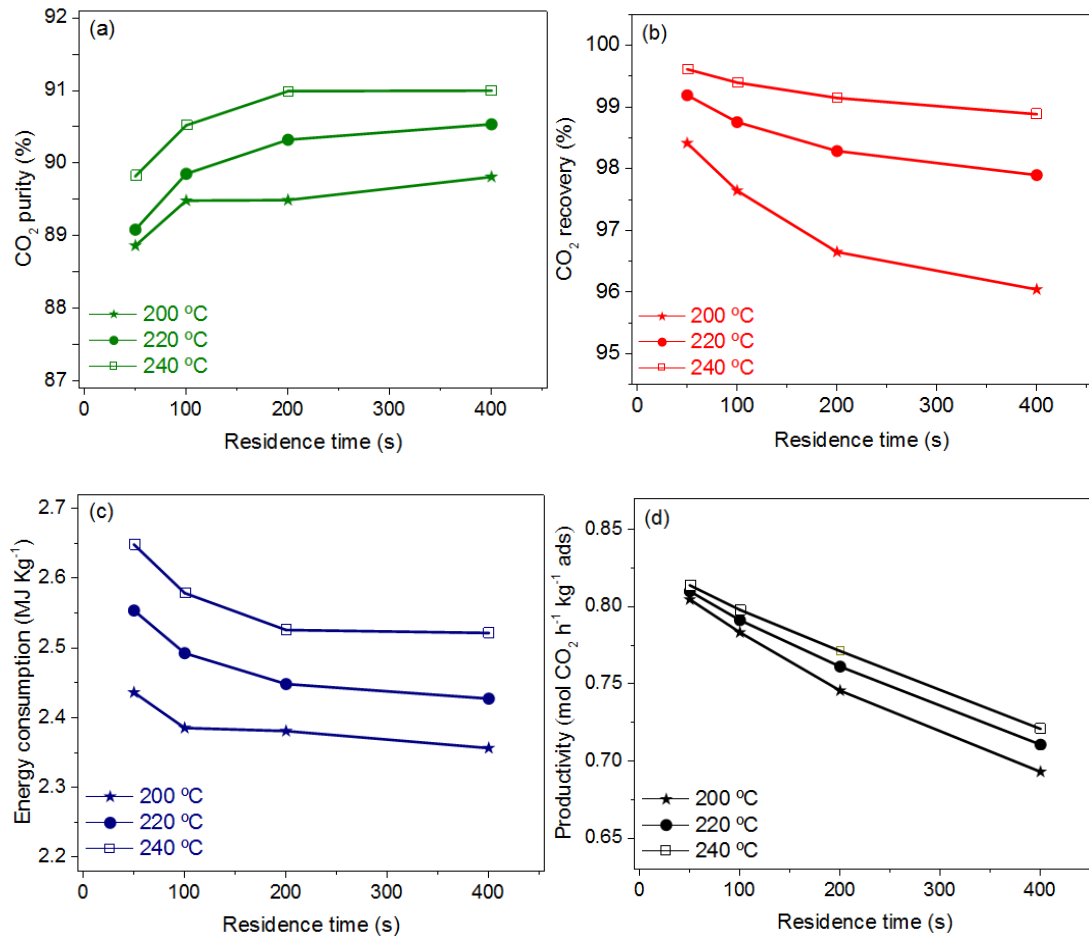 (a)
CO₂ purity (%)
92
91
90
89
88
87
200 ºC
220 ºC
240 ºC
0 100 200 300 400
Residence time (s)
(b)
CO₂ recovery (%)
100
99
98
97
96
95
200 ºC
220 ºC
240 ºC
0 100 200 300 400
Residence time (s)
(c)
Energy consumption (MJ Kg⁻¹)
2.7
2.6
2.5
2.4
2.3
2.2
200 ºC
220 ºC
240 ºC
0 100 200 300 400
Residence time (s)
(d)
Productivity (mol CO₂ h⁻¹ kg⁻¹ ads)
0.85
0.80
0.75
0.70
0.65
200 ºC
220 ºC
240 ºC
0 100 200 300 400
Residence time (s)